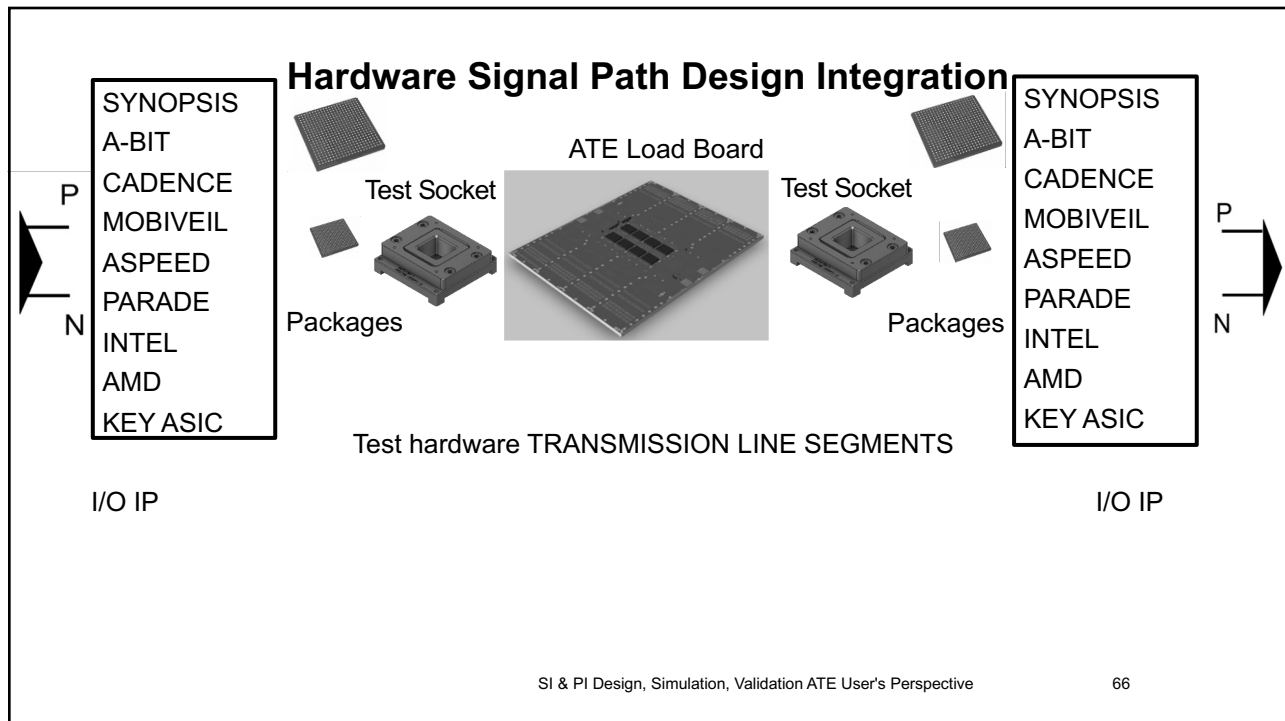 Hardware Signal Path Design Integration
P
N
SYNOPSIS
A-BIT
CADENCE
MOBIVEIL
ASPEED
PARADE
INTEL
AMD
KEY ASIC
I/O IP
Packages
Test Socket
ATE Load Board
Test Socket
Packages
Test hardware TRANSMISSION LINE SEGMENTS
SYNOPSIS
A-BIT
CADENCE
MOBIVEIL
ASPEED
PARADE
INTEL
AMD
KEY ASIC
I/O IP
P
N
SI & PI Design, Simulation, Validation ATE User's Perspective
66